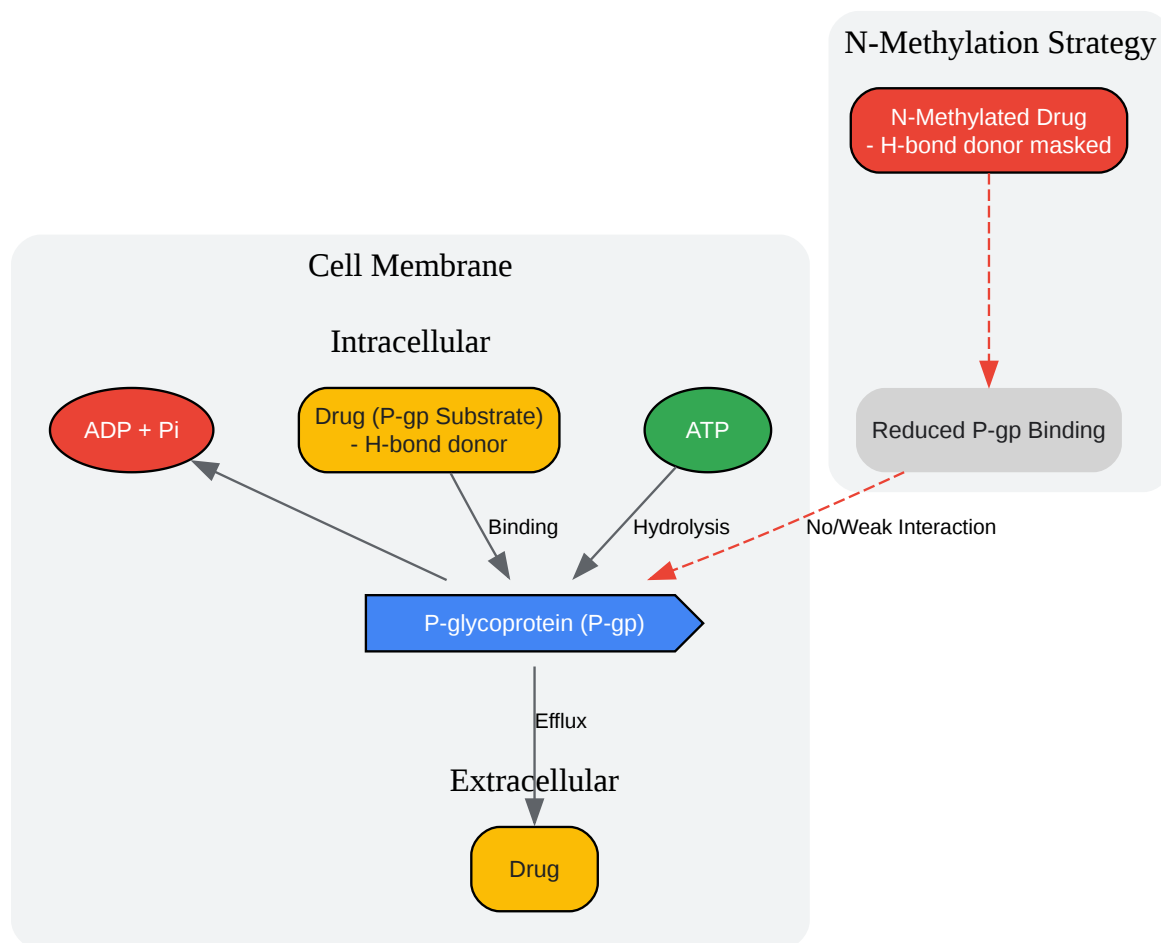 N-Methylation Strategy
N-Methylated Drug
- H-bond donor masked
Cell Membrane
Intracellular
ADP + Pi
Drug (P-gp Substrate)
- H-bond donor
ATP
Reduced P-gp Binding
Binding
Hydrolysis
No/Weak Interaction
P-glycoprotein (P-gp)
Efflux
Extracellular
Drug